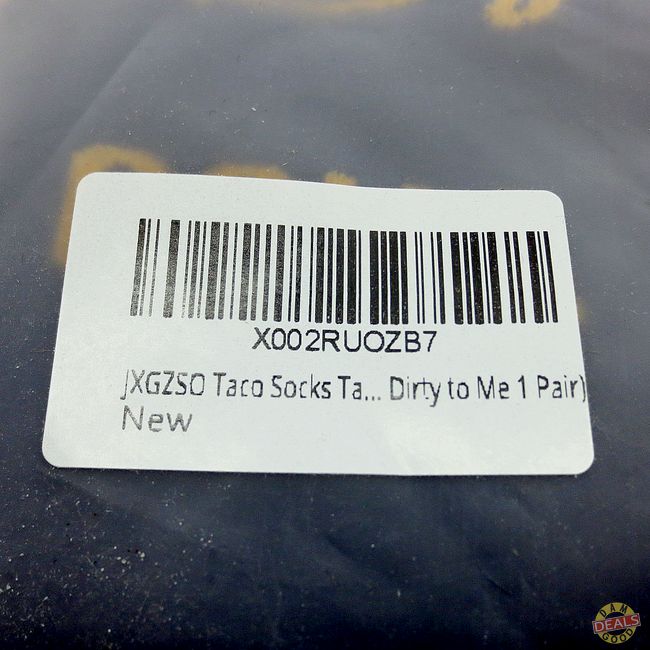 X002RUOZB7
JXGZSO Taco Socks Ta... Dirty to Me 1 Pair)
New
DAM
DEALS
GOOD